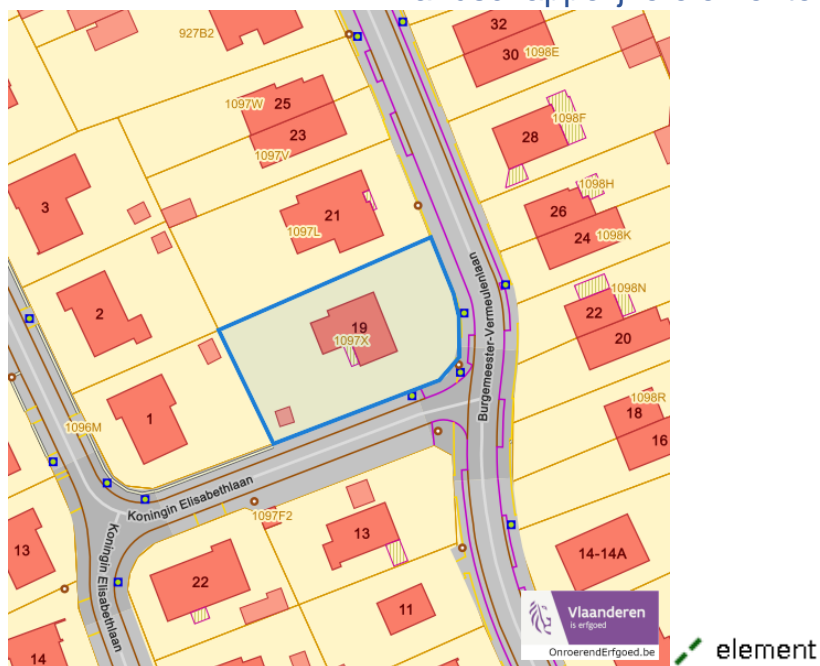 32
927B2
30
1098E
1097W
25
1098F
23
28
1097V
1098H
3
26
21
1097L
24
1098K
1098N
2
22
19
20
1097X
Burgemeester-Vermeulenlaan
1098R
18
1
1096M
16
Koningin Elisabethlaan
1097F2
13
13
14-14A
Koningin Elisabethlaan
22
11
14
Vlaanderen
is erfgoed
OnroerendErfgoed.be
element